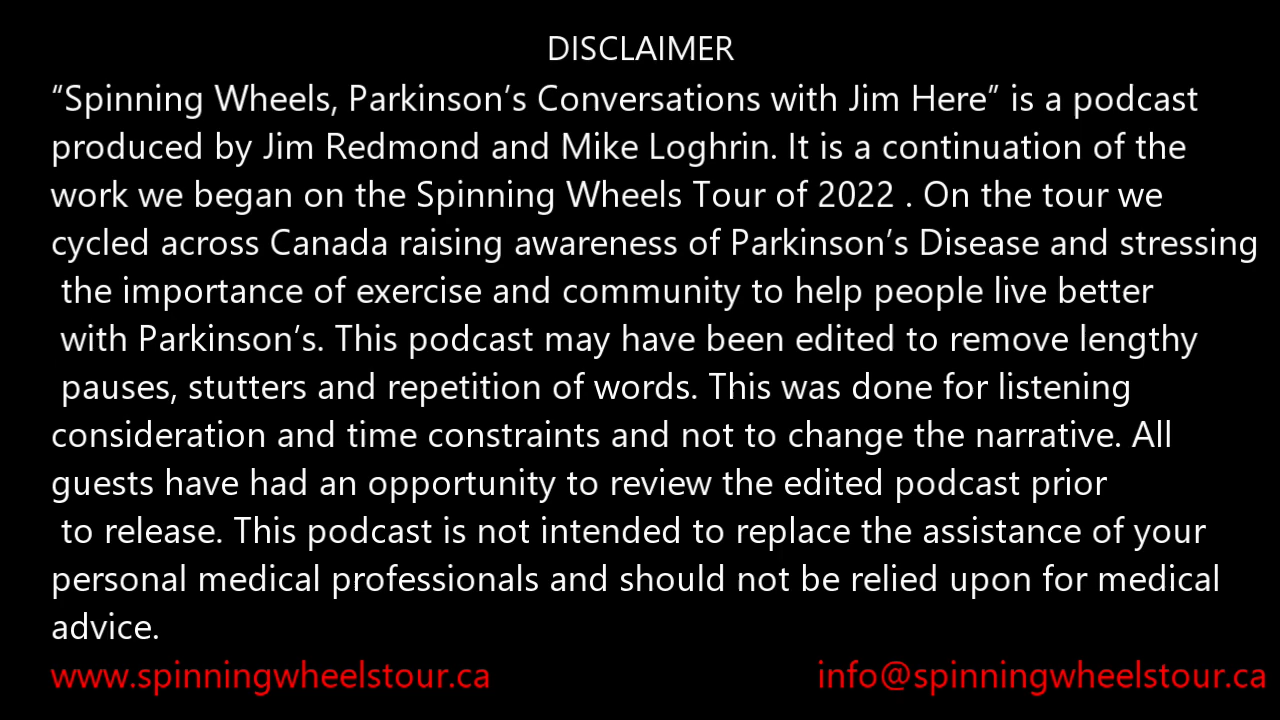 DISCLAIMER
“Spinning Wheels, Parkinson’s Conversations with Jim Here” is a podcast
produced by Jim Redmond and Mike Loghrin. It is a continuation of the
work we began on the Spinning Wheels Tour of 2022 . On the tour we
cycled across Canada raising awareness of Parkinson’s Disease and stressing
the importance of exercise and community to help people live better
with Parkinson’s. This podcast may have been edited to remove lengthy
pauses, stutters and repetition of words. This was done for listening
consideration and time constraints and not to change the narrative. All
guests have had an opportunity to review the edited podcast prior
to release. This podcast is not intended to replace the assistance of your
personal medical professionals and should not be relied upon for medical
advice.
www.spinningwheelstour.ca info@spinningwheelstour.ca